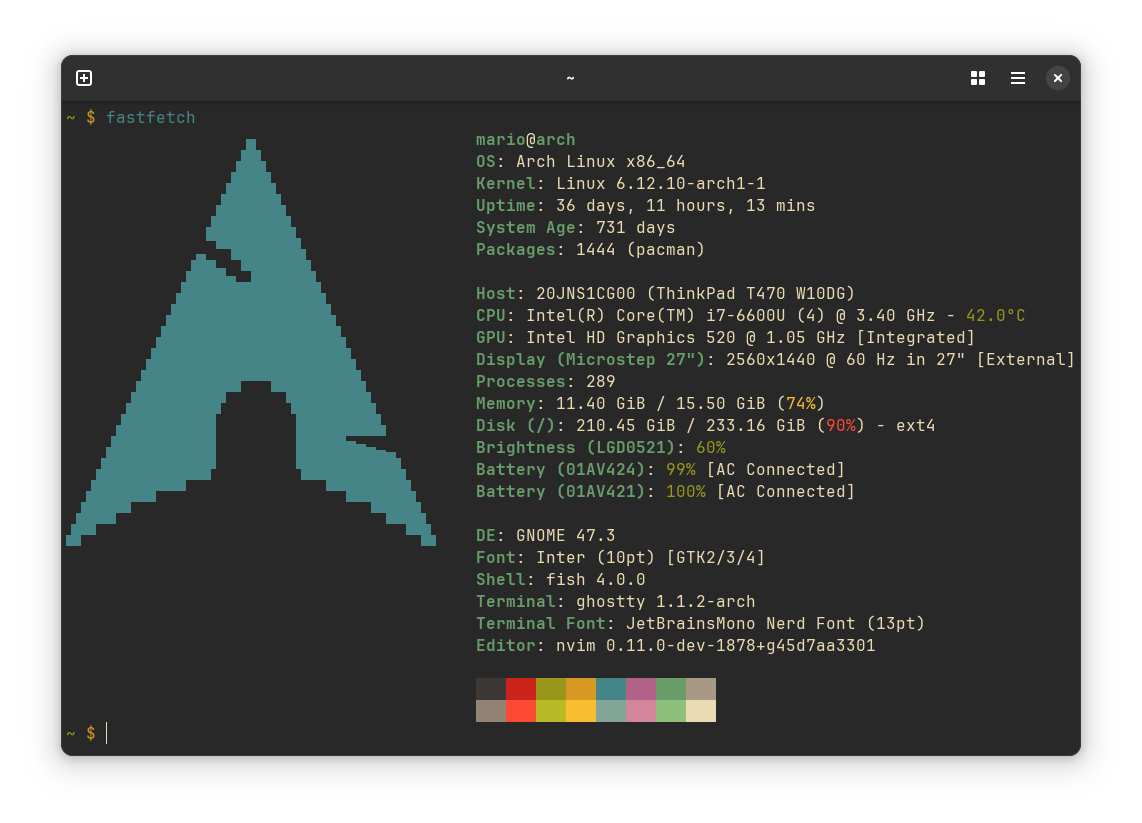 ~
~ $ fastfetch
mario@arch
OS: Arch Linux x86_64
Kernel: Linux 6.12.10-arch1-1
Uptime: 36 days, 11 hours, 13 mins
System Age: 731 days
Packages: 1444 (pacman)
Host: 20JNS1CG00 (ThinkPad T470 W10DG)
CPU: Intel(R) Core(TM) i7-6600U (4) @ 3.40 GHz - 42.0°C
GPU: Intel HD Graphics 520 @ 1.05 GHz [Integrated]
Display (Microstep 27"): 2560x1440 @ 60 Hz in 27" [External]
Processes: 289
Memory: 11.40 GiB / 15.50 GiB (74%)
Disk (/): 210.45 GiB / 233.16 GiB (90%) - ext4
Brightness (LGD0521): 60%
Battery (01AV424): 99% [AC Connected]
Battery (01AV421): 100% [AC Connected]
DE: GNOME 47.3
Font: Inter (10pt) [GTK2/3/4]
Shell: fish 4.0.0
Terminal: ghostty 1.1.2-arch
Terminal Font: JetBrainsMono Nerd Font (13pt)
Editor: nvim 0.11.0-dev-1878+g45d7aa3301
~ $